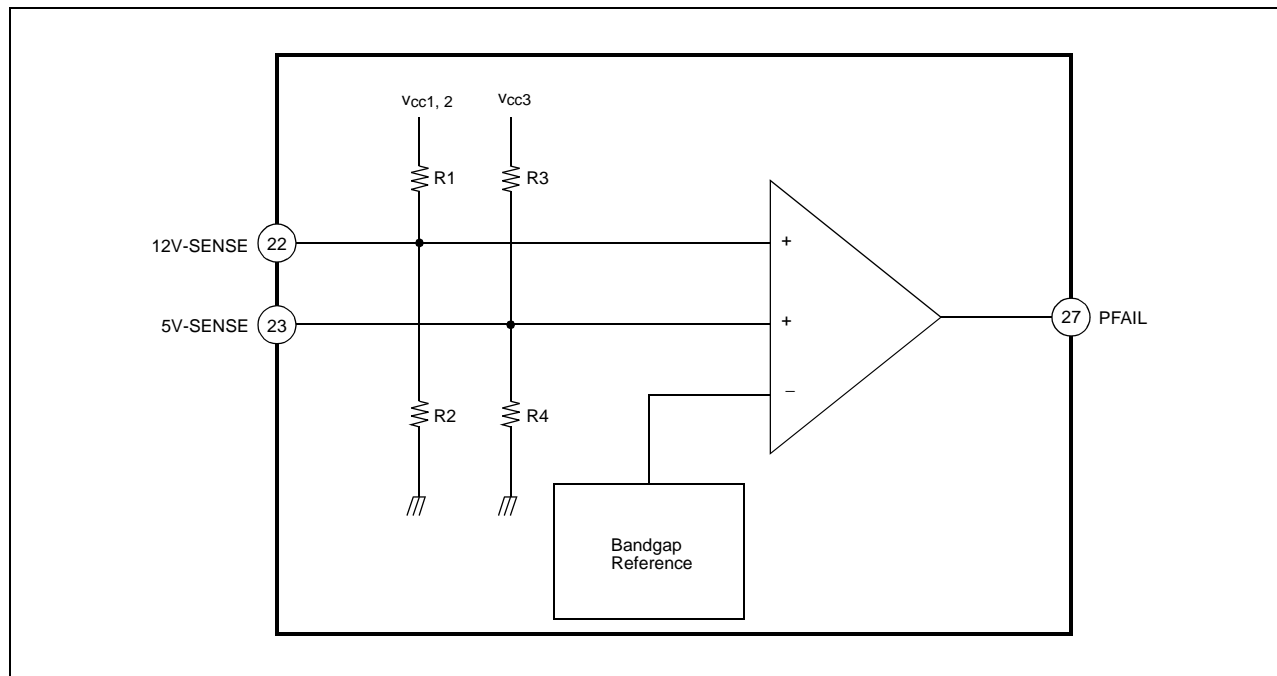 Vcc1, 2
Vcc3
R1
R3
12V-SENSE
22
+
5V-SENSE
23
+
27
PFAIL
−
R2
R4
Bandgap
Reference